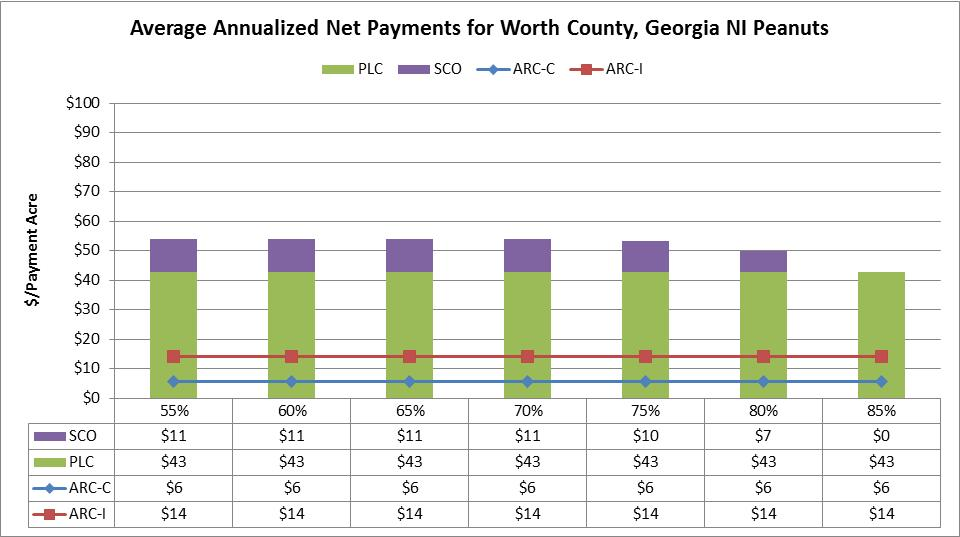 Average Annualized Net Payments for Worth County, Georgia NI Peanuts
PLC SCO ARC-C ARC-I
$/Payment Acre
$100
$90
$80
$70
$60
$50
$40
$30
$20
$10
$0
55% 60% 65% 70% 75% 80% 85%
SCO $11 $11 $11 $11 $10 $7 $0
PLC $43 $43 $43 $43 $43 $43 $43
ARC-C $6 $6 $6 $6 $6 $6 $6
ARC-I $14 $14 $14 $14 $14 $14 $14